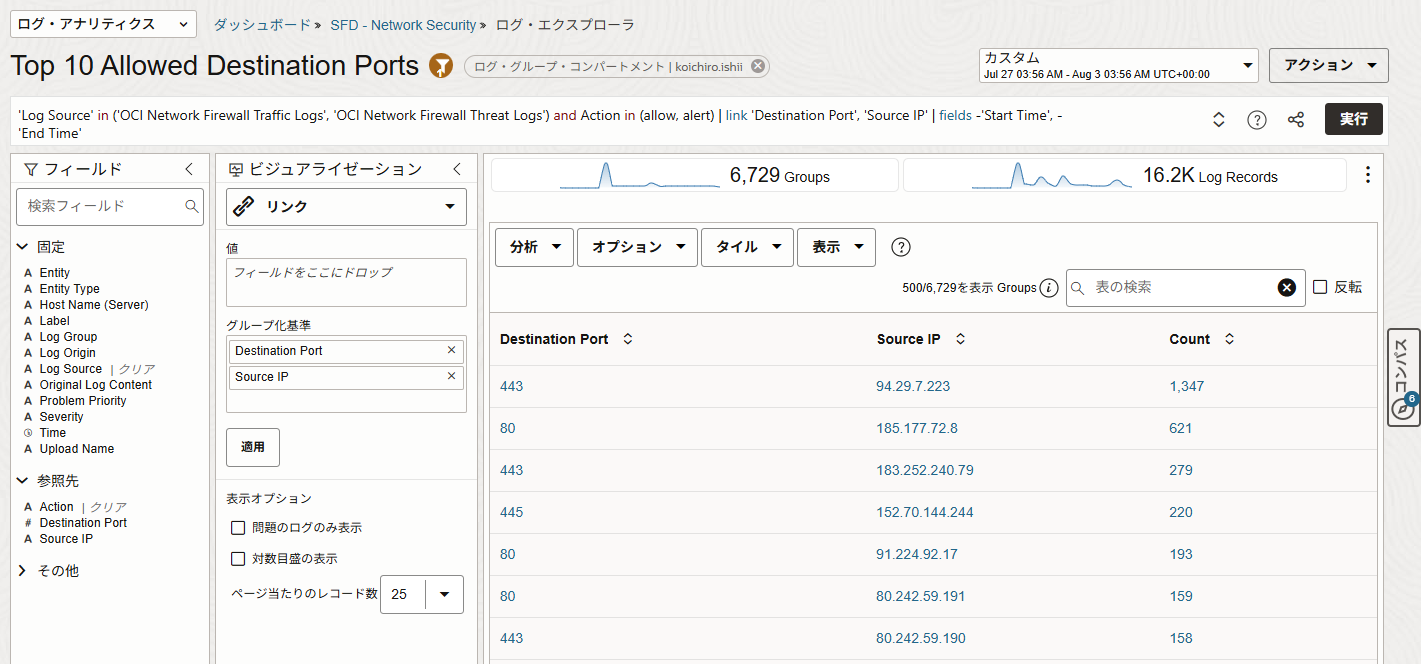 ログ・アナリティクス
ダッシュボード » SFD - Network Security » ログ・エクスプローラ
Top 10 Allowed Destination Ports
ログ・グループ・コンパートメント | koichiro.ishii
カスタム
Jul 27 03:56 AM - Aug 3 03:56 AM UTC+00:00
アクション
'Log Source' in ('OCI Network Firewall Traffic Logs', 'OCI Network Firewall Threat Logs') and Action in (allow, alert) | link 'Destination Port', 'Source IP' | fields -'Start Time', -
'End Time'
実行
フィールド
検索フィールド
固定
A Entity
A Entity Type
A Host Name (Server)
A Label
A Log Group
A Log Origin
A Log Source | クリア
A Original Log Content
A Problem Priority
A Severity
Time
A Upload Name
参照先
A Action | クリア
# Destination Port
A Source IP
その他
ビジュアライゼーション
リンク
値
フィールドをここにドロップ
グループ化基準
Destination Port
Source IP
適用
表示オプション
問題のログのみ表示
対数目盛の表示
ページ当たりのレコード数 25
6,729 Groups
16.2K Log Records
分析 オプション タイル 表示
500/6,729を表示 Groups 表の検索 反転
Destination Port Source IP Count
443 94.29.7.223 1,347
80 185.177.72.8 621
443 183.252.240.79 279
445 152.70.144.244 220
80 91.224.92.17 193
80 80.242.59.191 159
443 80.242.59.190 158
コンパス
6